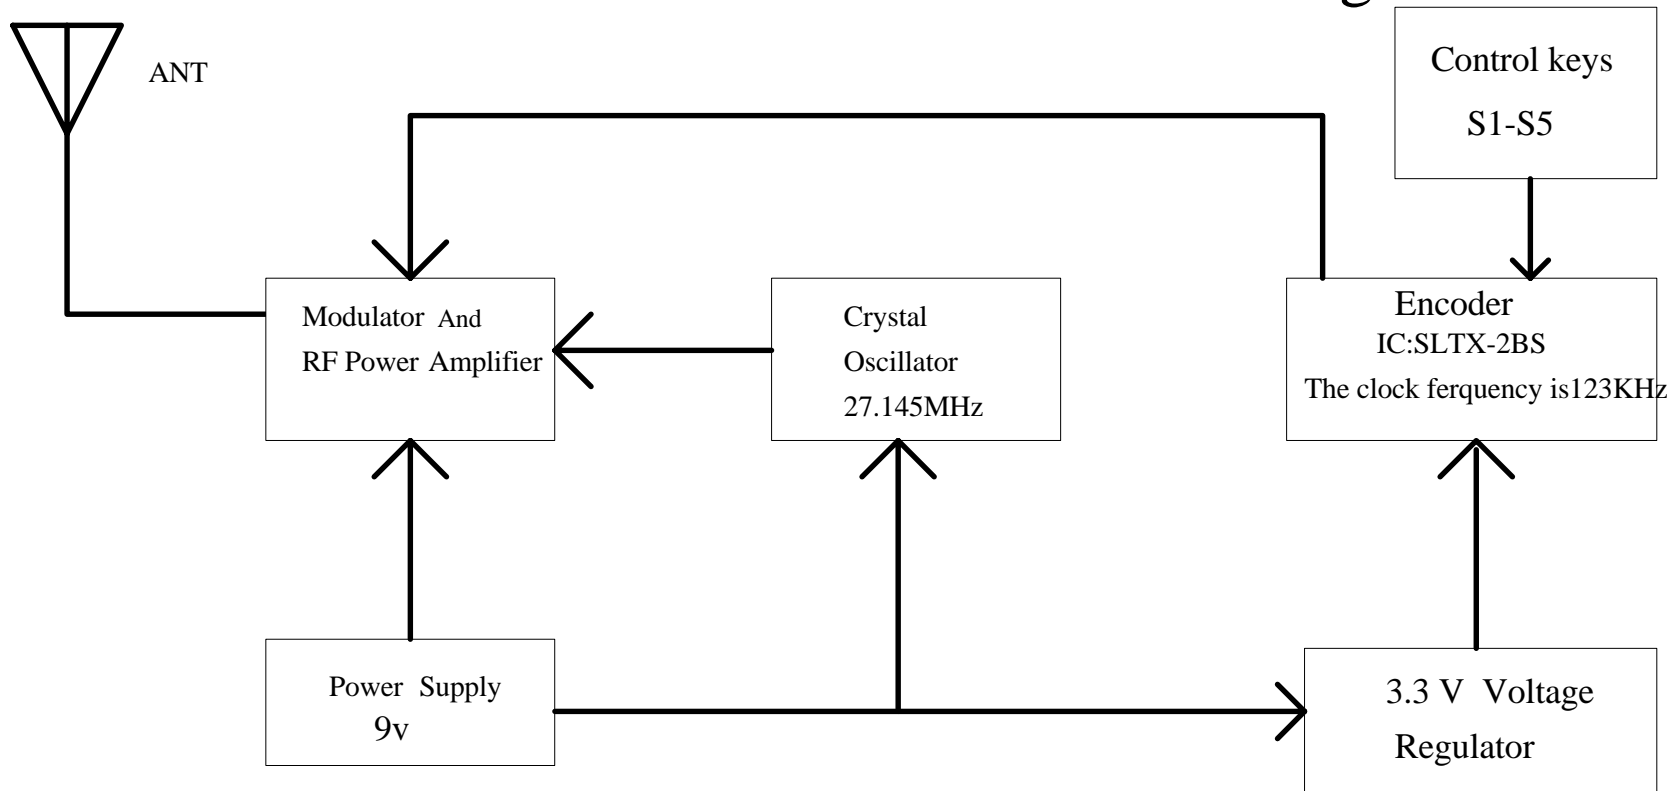 ANT
Control keys
S1-S5
Modulator And
RF Power Amplifier
Crystal
Oscillator
27.145MHz
Encoder
IC:SLTX-2BS
The clock ferquency is123KHz
Power Supply
9v
3.3 V Voltage
Regulator